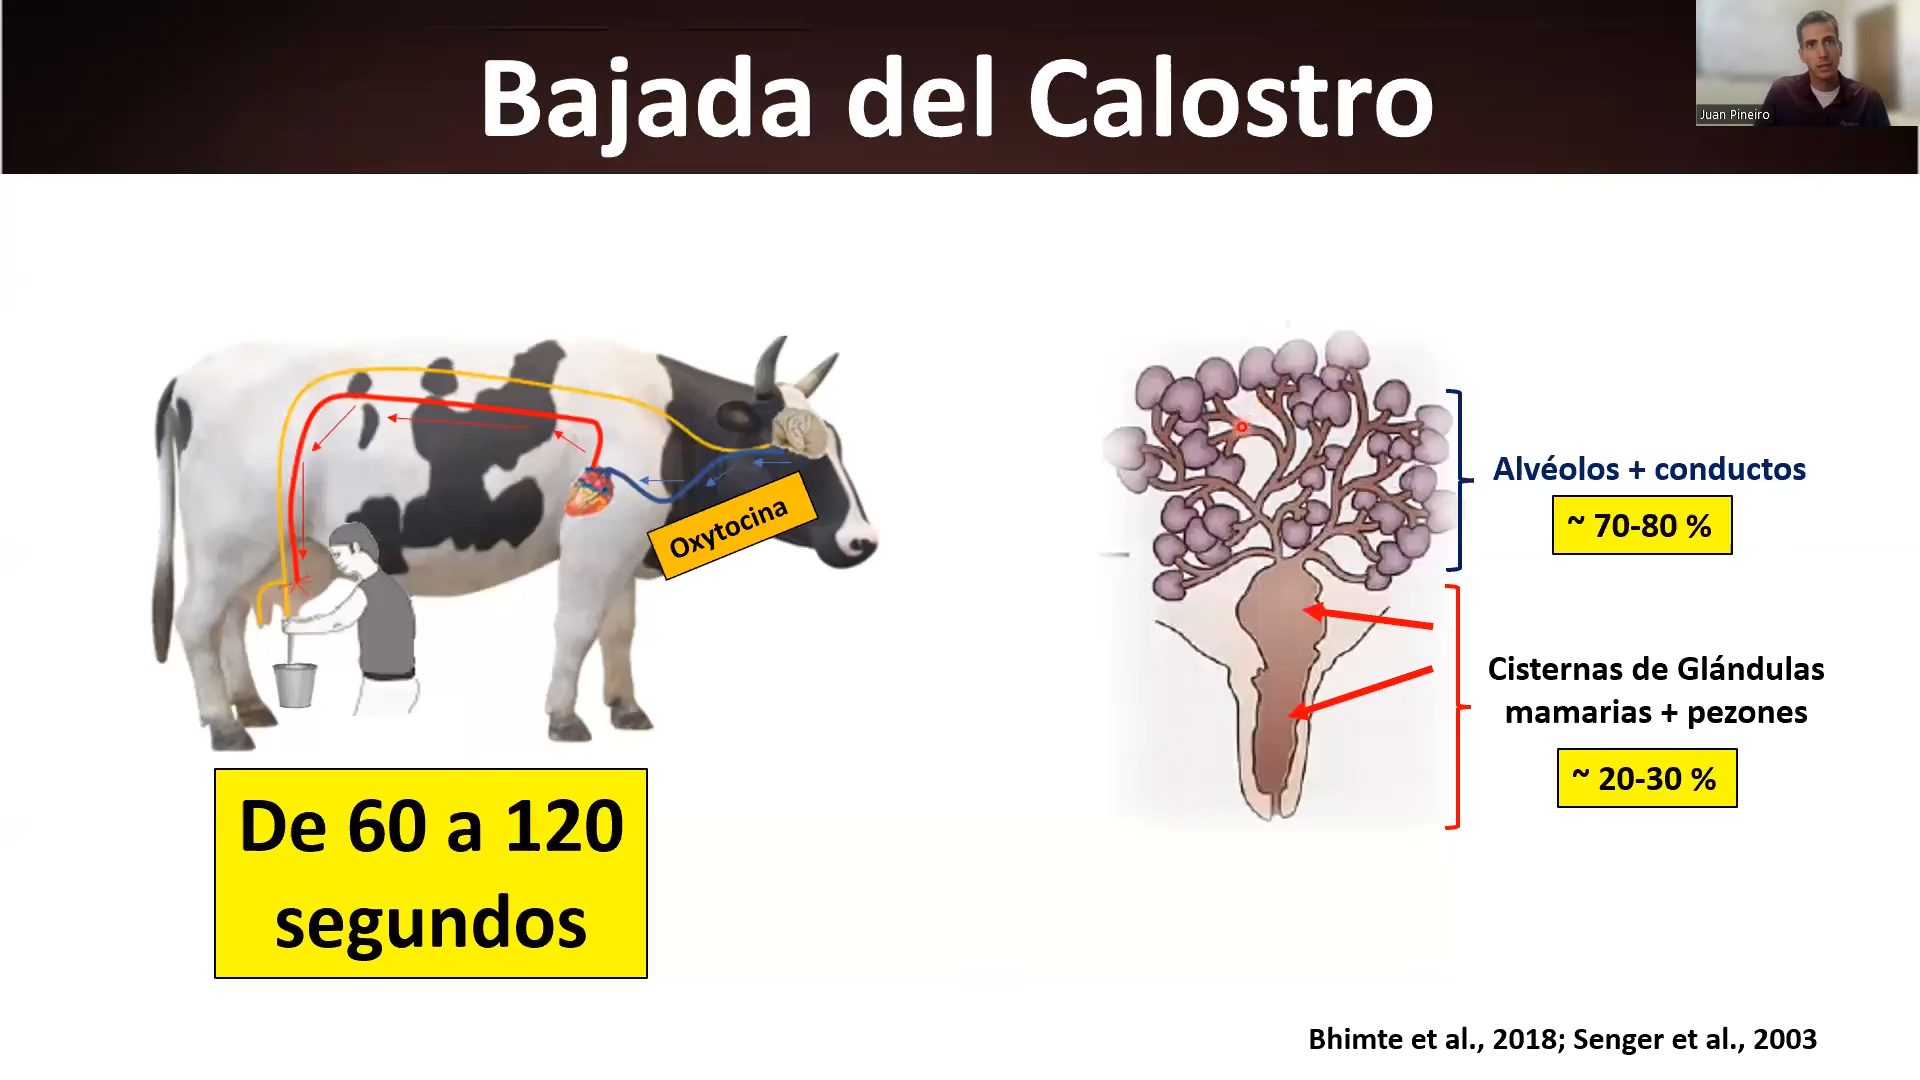 Bajada del Calostro
Juan Pineiro
Oxytocina
Alvéolos + conductos
~ 70-80 %
Cisternas de Glándulas
mamarias + pezones
~ 20-30 %
De 60 a 120
segundos
Bhimte et al., 2018; Senger et al., 2003